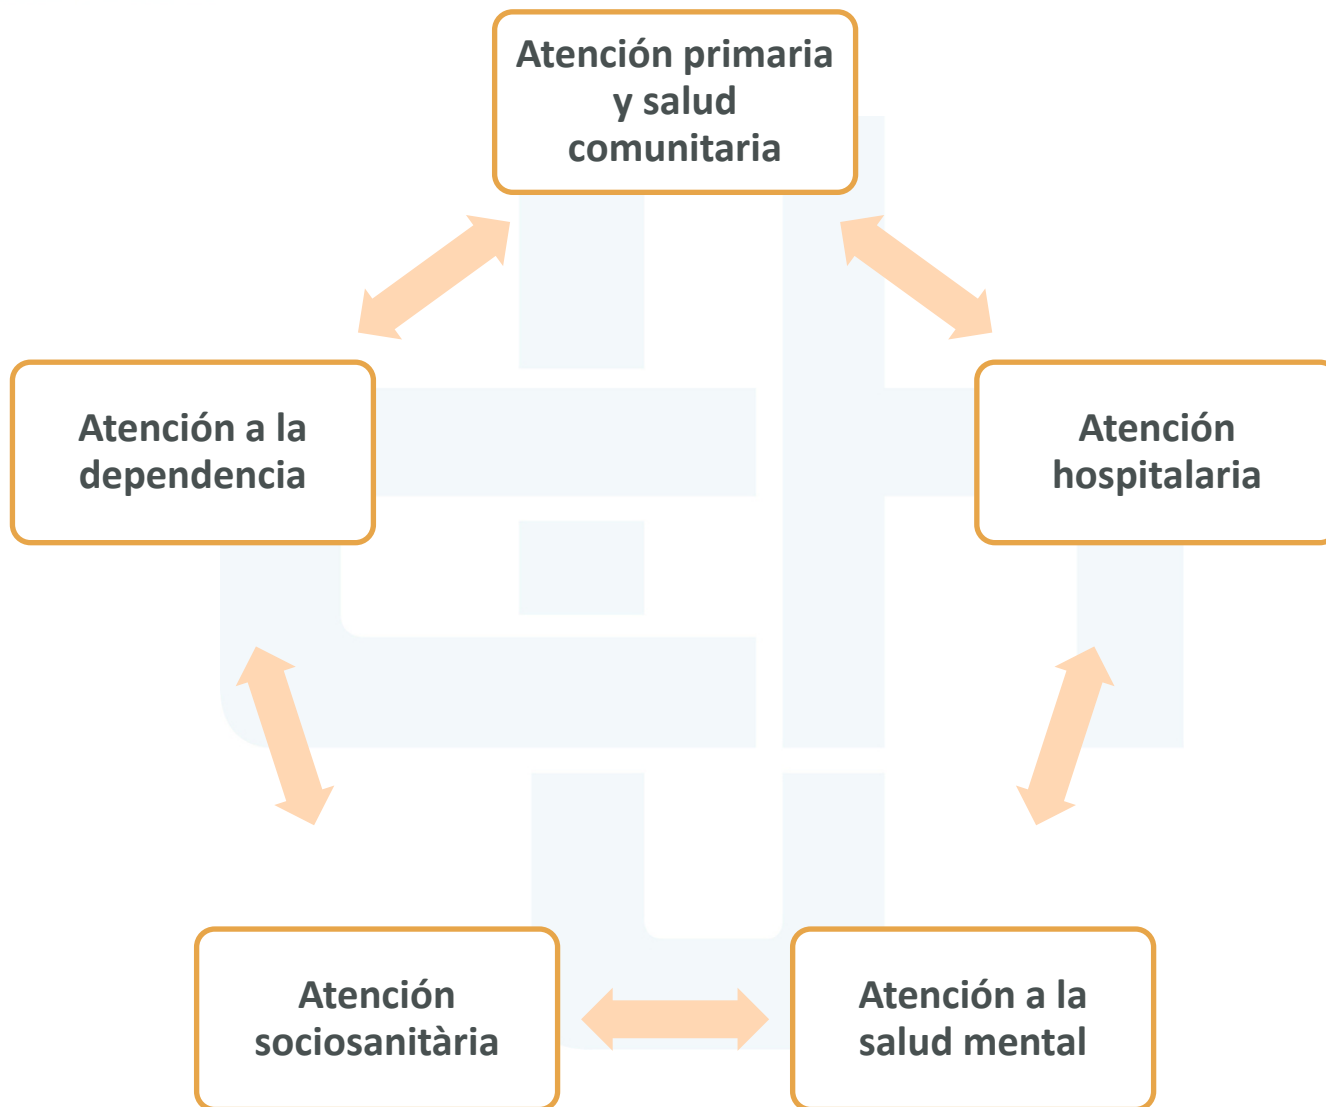 Atención primaria
y salud
comunitaria
Atención a la
dependencia
Atención
hospitalaria
Atención
sociosanitària
Atención a la
salud mental